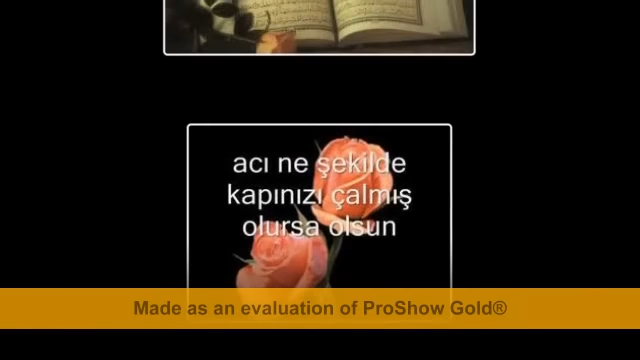 acı ne şekilde
kapınızı çalmış
olursa olsun
Made as an evaluation of ProShow Gold®